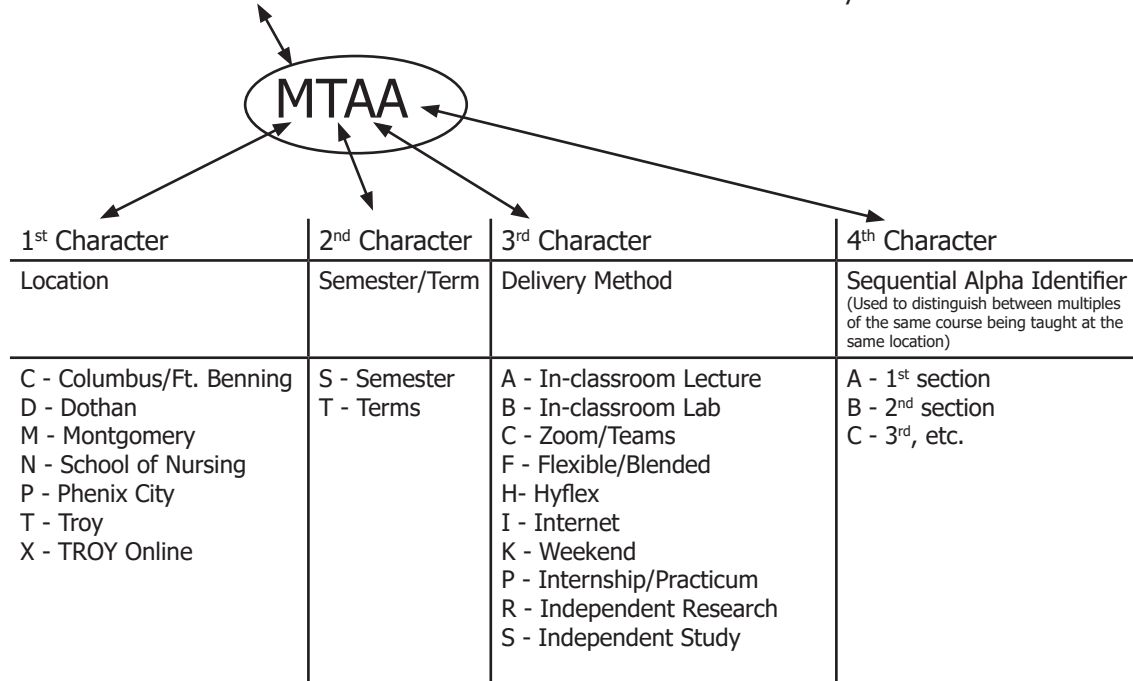 MTAA
1st Character 2nd Character 3rd Character 4th Character
Location Semester/Term Delivery Method Sequential Alpha Identifier
(Used to distinguish between multiples
of the same course being taught at the
same location)
C - Columbus/Ft. Benning S - Semester A - In-classroom Lecture A - 1st section
D - Dothan T - Terms B - In-classroom Lab B - 2nd section
M - Montgomery C - Zoom/Teams C - 3rd, etc.
N - School of Nursing F - Flexible/Blended
P - Phenix City H- Hyflex
T - Troy I - Internet
X - TROY Online K - Weekend
P - Internship/Practicum
R - Independent Research
S - Independent Study